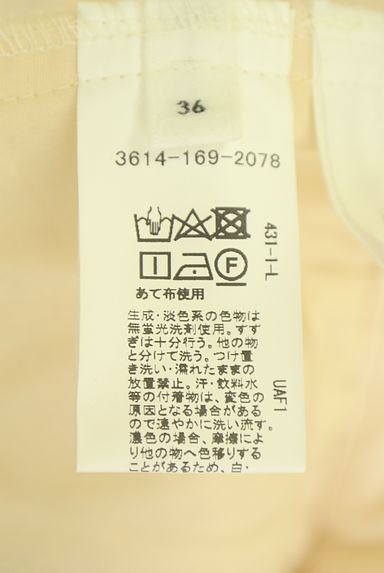 36
3614-169-2078
431-1-L
F
あて布使用
生成・淡色系の色物は
無蛍光洗剤使用。すす
ぎは十分行う。他の物
と分けて洗う。つけ置
き洗い・濡れたままの
放置禁止。汗・飲料水
等の付着物は、変色の
原因となる場合がある
ので速やかに洗い流す。
濃色の場合、摩擦によ
り他の物へ色移りする
ことがあるため、白・
UAF1